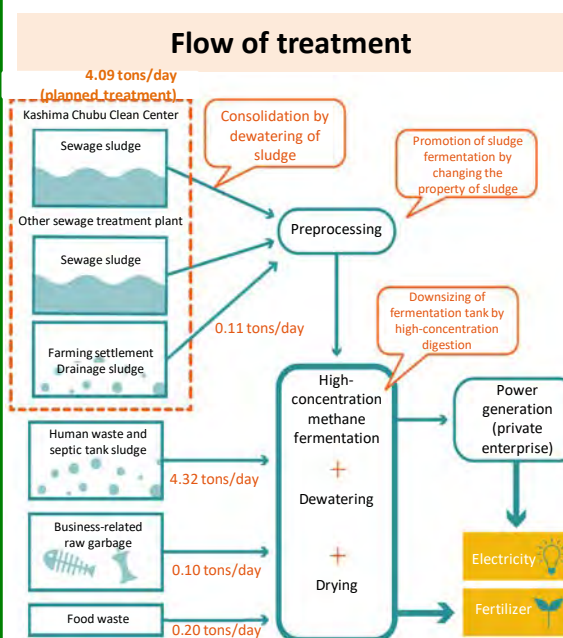 Flow of treatment
4.09 tons/day
(planned treatment)
Kashima Chubu Clean Center
Sewage sludge
Consolidation by
dewatering of
sludge
Promotion of sludge
fermentation by
changing the
property of sludge
Other sewage treatment plant
Sewage sludge
Preprocessing
Farming settlement
Drainage sludge
0.11 tons/day
Downsizing of
fermentation tank by
high-concentration
digestion
High-
concentration
methane
fermentation
+
Dewatering
+
Drying
Power
generation
(private
enterprise)
Human waste and
septic tank sludge
4.32 tons/day
Business-related
raw garbage
0.10 tons/day
Food waste
0.20 tons/day
Electricity
Fertilizer